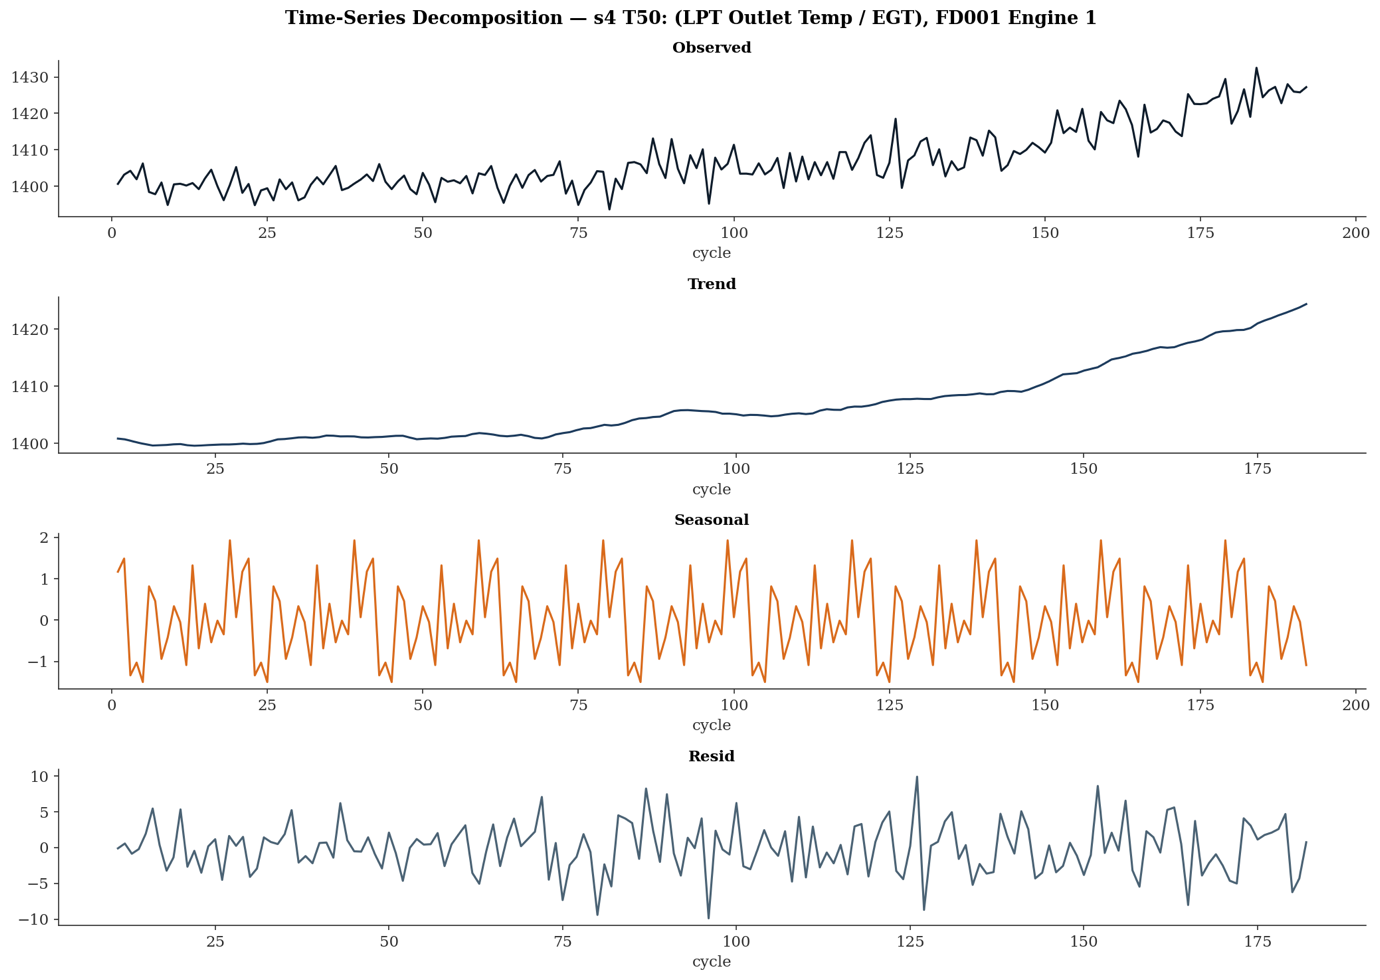 Time-Series Decomposition — s4 T50: (LPT Outlet Temp / EGT), FD001 Engine 1
Observed
1430
1420
1410
1400
0 25 50 75 100 125 150 175 200
cycle
Trend
1420
1410
1400
25 50 75 100 125 150 175
cycle
Seasonal
2
1
0
−1
0 25 50 75 100 125 150 175 200
cycle
Resid
10
5
0
−5
−10
25 50 75 100 125 150 175
cycle